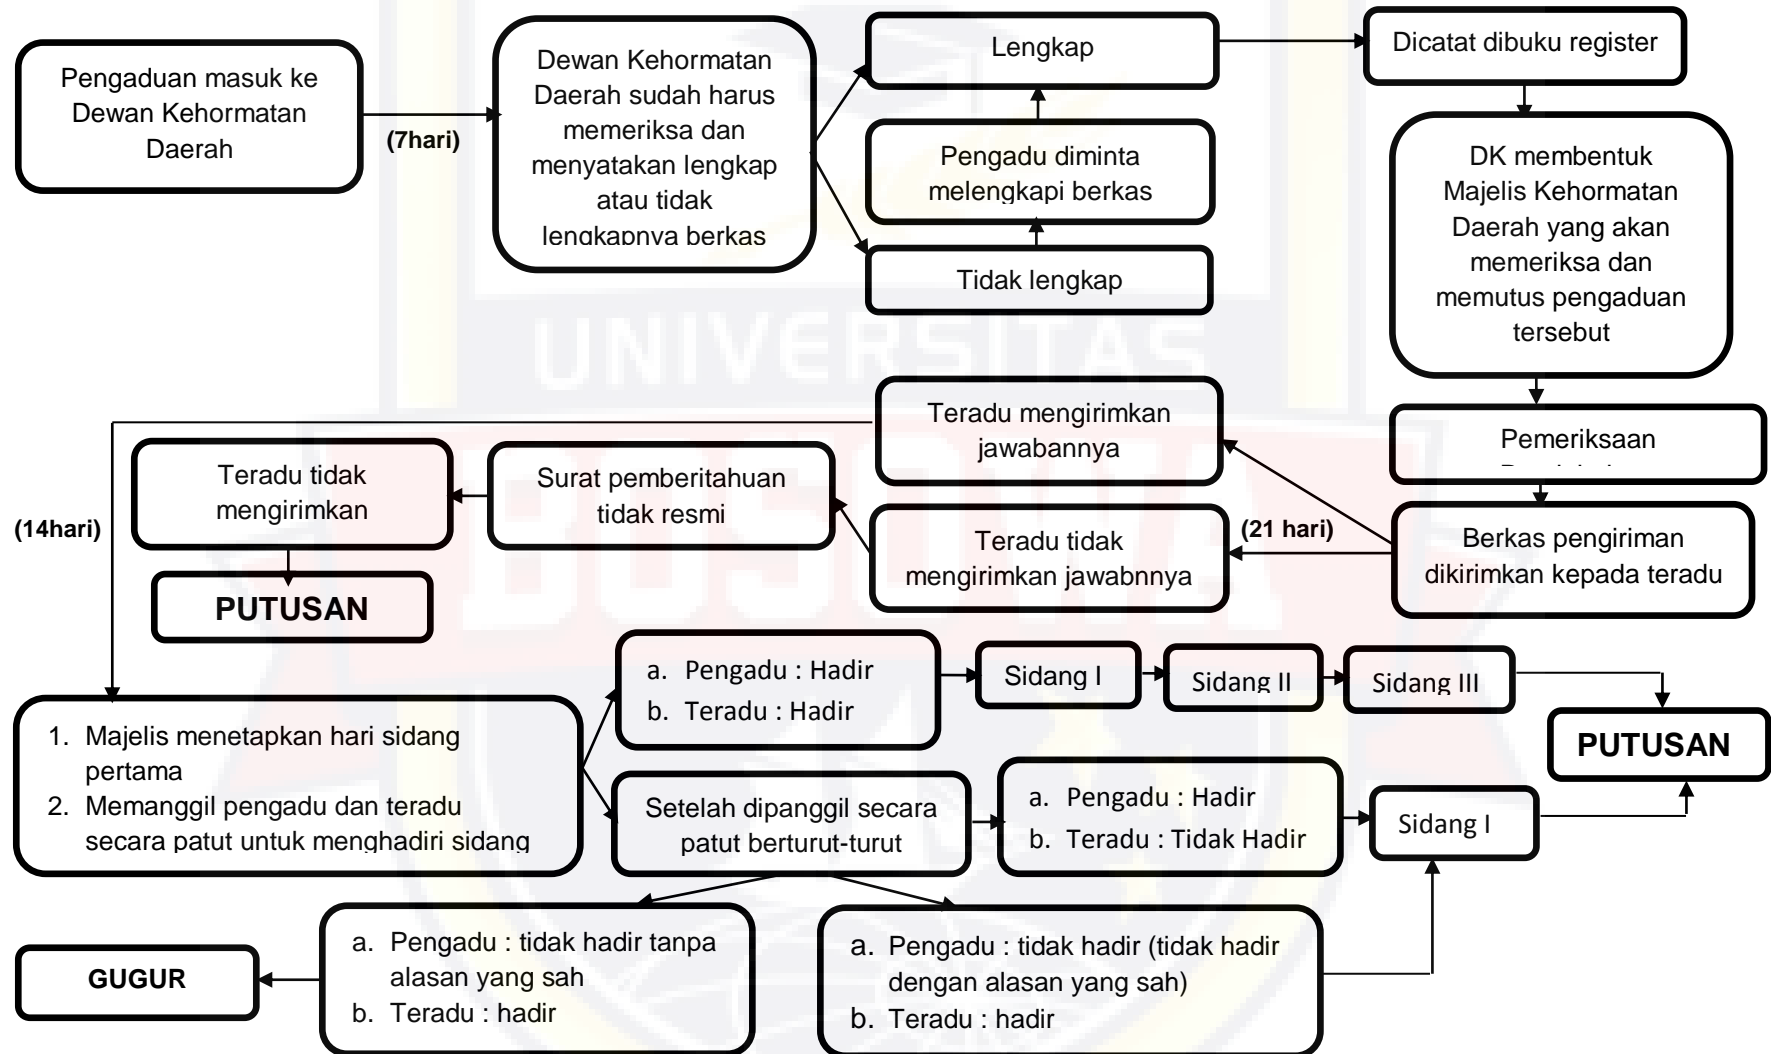 Pengaduan masuk ke
Dewan Kehormatan
Daerah
(7hari)
Dewan Kehormatan
Daerah sudah harus
memeriksa dan
menyatakan lengkap
atau tidak
lengkapnya berkas
Lengkap
Pengadu diminta
melengkapi berkas
Tidak lengkap
Dicatat dibuku register
DK membentuk
Majelis Kehormatan
Daerah yang akan
memeriksa dan
memutus pengaduan
tersebut
Pemeriksaan
Berkas pengiriman
dikirimkan kepada teradu
(21 hari)
Teradu mengirimkan
jawabannya
Teradu tidak
mengirimkan jawabnnya
Surat pemberitahuan
tidak resmi
Teradu tidak
mengirimkan
PUTUSAN
(14hari)
1. Majelis menetapkan hari sidang
pertama
2. Memanggil pengadu dan teradu
secara patut untuk menghadiri sidang
a. Pengadu : Hadir
b. Teradu : Hadir
Sidang I
Sidang II
Sidang III
PUTUSAN
Setelah dipanggil secara
patut berturut-turut
a. Pengadu : Hadir
b. Teradu : Tidak Hadir
Sidang I
a. Pengadu : tidak hadir tanpa
alasan yang sah
b. Teradu : hadir
GUGUR
a. Pengadu : tidak hadir (tidak hadir
dengan alasan yang sah)
b. Teradu : hadir
UNIVERSITAS
BOSOWA